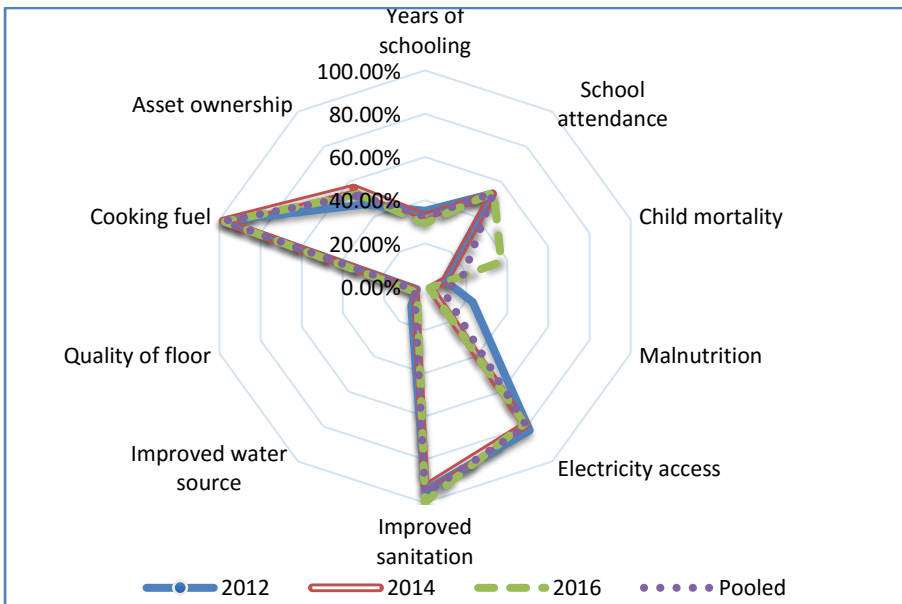 Years of
schooling
100.00%
80.00%
60.00%
40.00%
20.00%
0.00%
School
attendance
Child mortality
Malnutrition
Electricity access
Improved
sanitation
Improved water
source
Quality of floor
Cooking fuel
Asset ownership
2012
2014
2016
Pooled